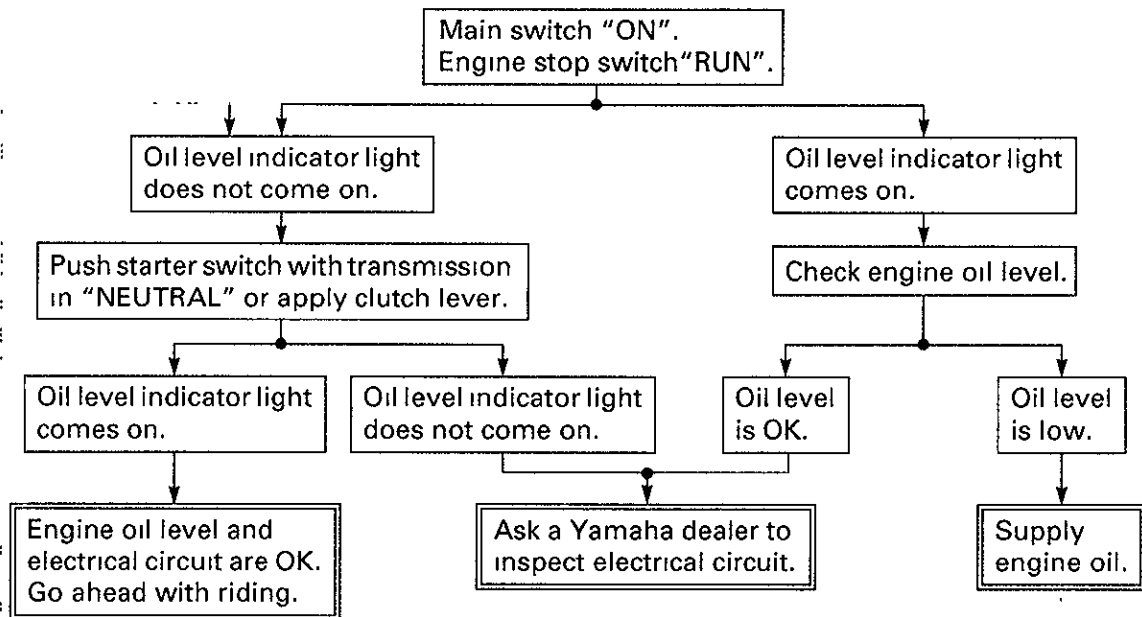 Main switch “ON”.
Engine stop switch“RUN”.
Oil level indicator light
does not come on.
Oil level indicator light
comes on.
Push starter switch with transmission
in “NEUTRAL” or apply clutch lever.
Check engine oil level.
Oil level indicator light
comes on.
Oil level indicator light
does not come on.
Oil level
is OK.
Oil level
is low.
Engine oil level and
electrical circuit are OK.
Go ahead with riding.
Ask a Yamaha dealer to
inspect electrical circuit.
Supply
engine oil.